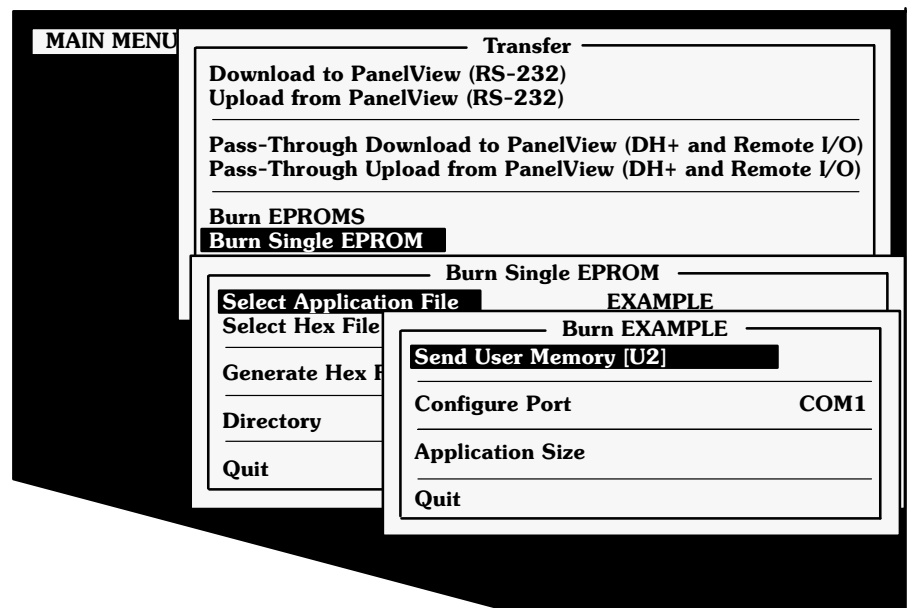 MAIN MENU
Transfer
Download to PanelView (RS-232)
Upload from PanelView (RS-232)
Pass-Through Download to PanelView (DH+ and Remote I/O)
Pass-Through Upload from PanelView (DH+ and Remote I/O)
Burn EPROMS
Burn Single EPROM
Burn Single EPROM
Select Application File EXAMPLE
Select Hex File
Generate Hex F
Directory
Quit
Burn EXAMPLE
Send User Memory [U2]
Configure Port COM1
Application Size
Quit